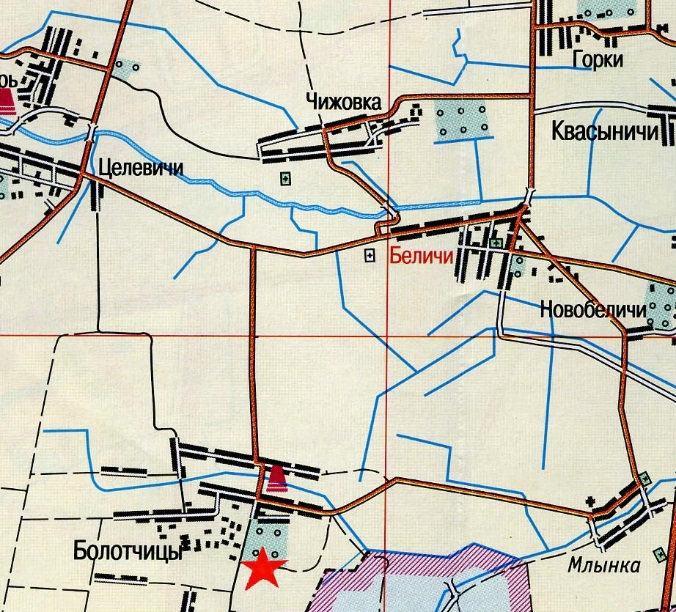 Горки
Чижовка
Квасыничи
Целевичи
Беличи
Новобеличи
Болотчицы
Млынка